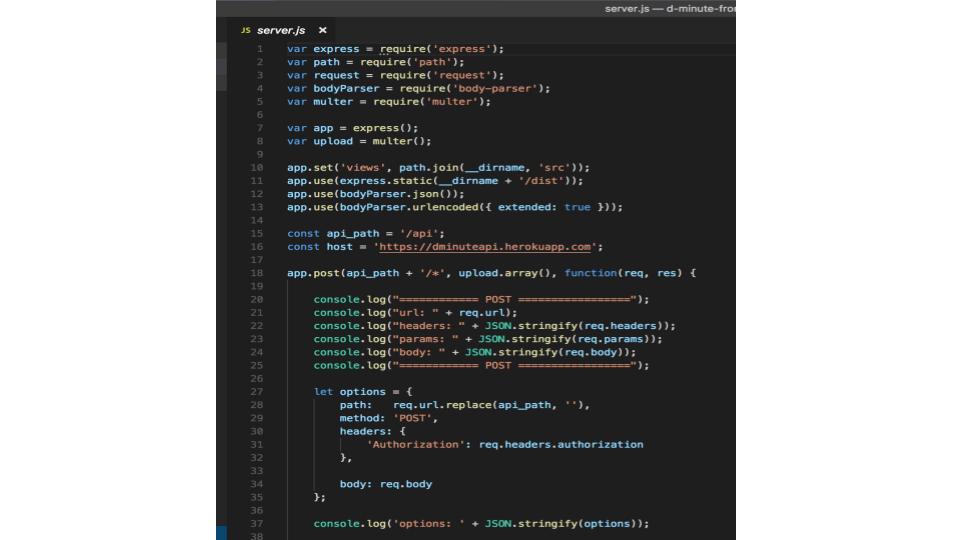 server.js — d-minute-fro
JS server.js ×
1 var express = require('express');
2 var path = require('path');
3 var request = require('request');
4 var bodyParser = require('body-parser');
5 var multer = require('multer');
6
7 var app = express();
8 var upload = multer();
9
10 app.set('views', path.join(__dirname, 'src'));
11 app.use(express.static(__dirname + '/dist'));
12 app.use(bodyParser.json());
13 app.use(bodyParser.urlencoded({ extended: true }));
14
15 const api_path = '/api';
16 const host = 'https://dminuteapi.herokuapp.com';
17
18 app.post(api_path + '/*', upload.array(), function(req, res) {
19
20     console.log("============ POST =================");
21     console.log("url: " + req.url);
22     console.log("headers: " + JSON.stringify(req.headers));
23     console.log("params: " + JSON.stringify(req.params));
24     console.log("body: " + JSON.stringify(req.body));
25     console.log("============ POST =================");
26
27     let options = {
28         path:   req.url.replace(api_path, ''),
29         method: 'POST',
30         headers: {
31             'Authorization': req.headers.authorization
32         },
33
34         body: req.body
35     };
36
37     console.log('options: ' + JSON.stringify(options));
38